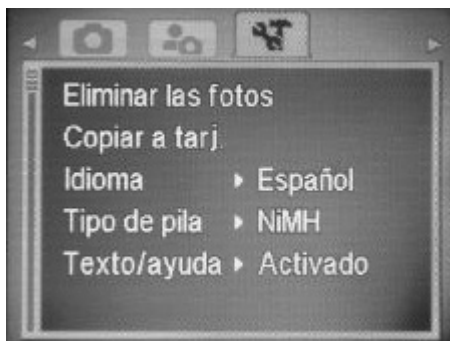 Eliminar las fotos
Copiar a tarj.
Idioma ▸ Español
Tipo de pila ▸ NiMH
Texto/ayuda ▸ Activado